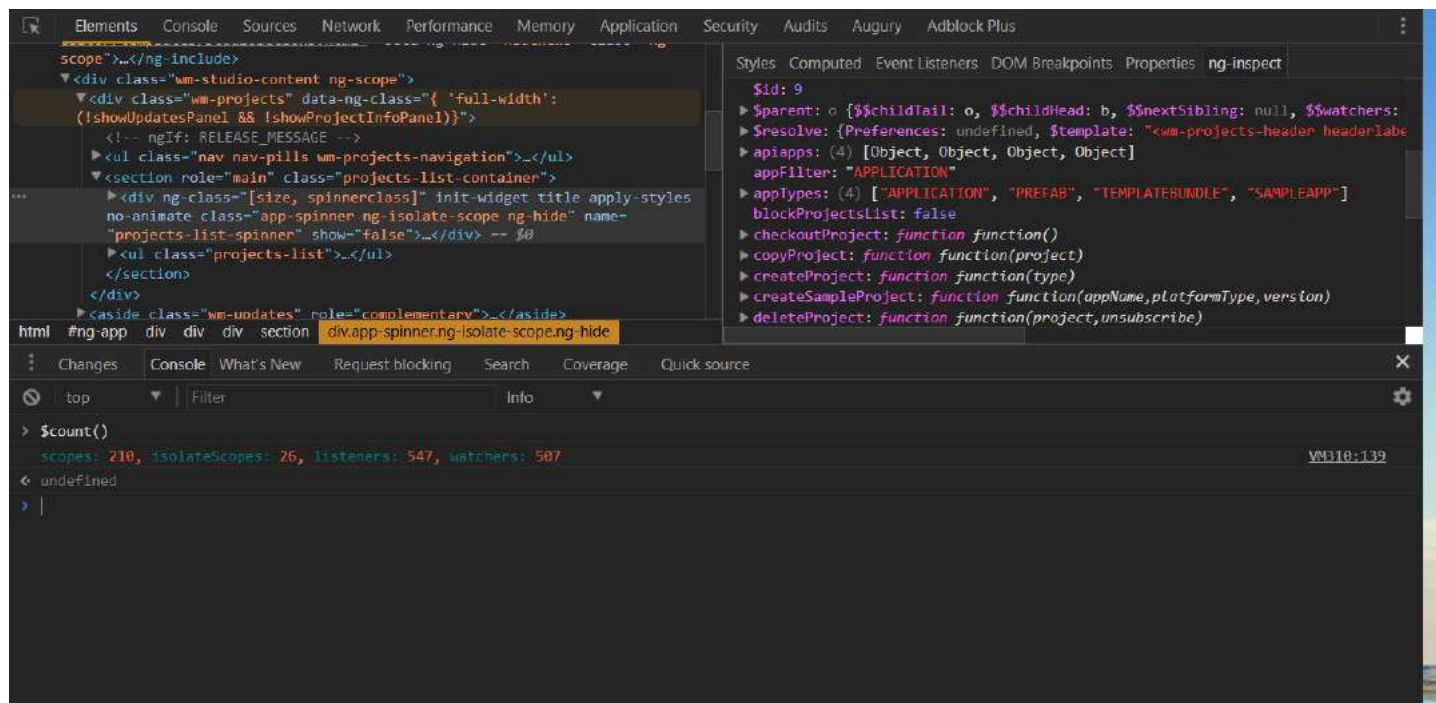 Elements Console Sources Network Performance Memory Application Security Audits Augury Adblock Plus
scope">…</ng-include>
▼<div class="wm-studio-content ng-scope">
▼<div class="wm-projects" data-ng-class="{ 'full-width':
(!showUpdatesPanel && !showProjectInfoPanel)}">
<!-- ngIf: RELEASE_MESSAGE -->
▶<ul class="nav nav-pills wm-projects-navigation">…</ul>
▼<section role="main" class="projects-list-container">
▶<div ng-class="[size, spinnerclass]" init-widget title apply-styles
no-animate class="app-spinner ng-isolate-scope ng-hide" name=
"projects-list-spinner" show="false">…</div> == $0
▶<ul class="projects-list">…</ul>
</section>
</div>
▶<aside class="wm-updates" role="complementary">…</aside>
html #ng-app div div div section div.app-spinner.ng-isolate-scope.ng-hide
Styles Computed Event Listeners DOM Breakpoints Properties ng-inspect
$id: 9
▶$parent: o {$$childTail: o, $$childHead: b, $$nextSibling: null, $$watchers:
▶$resolve: {Preferences: undefined, $template: "<wm-projects-header headerlabe
▶apiapps: (4) [Object, Object, Object, Object]
appFilter: "APPLICATION"
▶appTypes: (4) ["APPLICATION", "PREFAB", "TEMPLATEBUNDLE", "SAMPLEAPP"]
blockProjectsList: false
▶checkoutProject: function function()
▶copyProject: function function(project)
▶createProject: function function(type)
▶createSampleProject: function function(appName,platformType,version)
▶deleteProject: function function(project,unsubscribe)
Changes Console What's New Request blocking Search Coverage Quick source
top ▼ Filter Info ▼
> $count()
scopes: 210, isolateScopes: 26, listeners: 547, watchers: 507 VM310:139
undefined
>